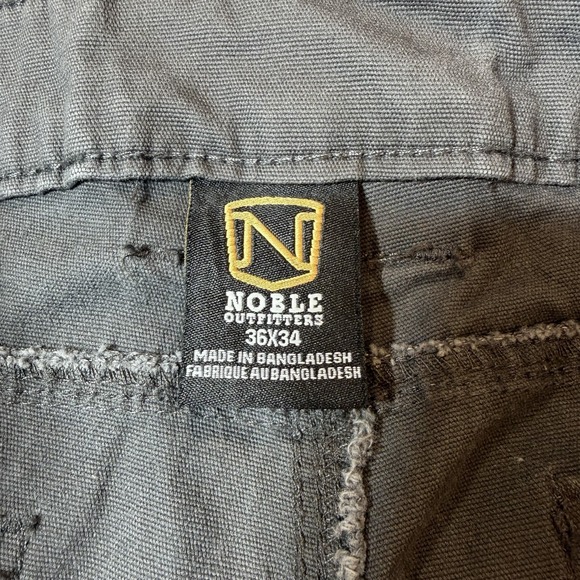 N
NOBLE
OUTFITTERS
36X34
MADE IN BANGLADESH
FABRIQUE AU BANGLADESH